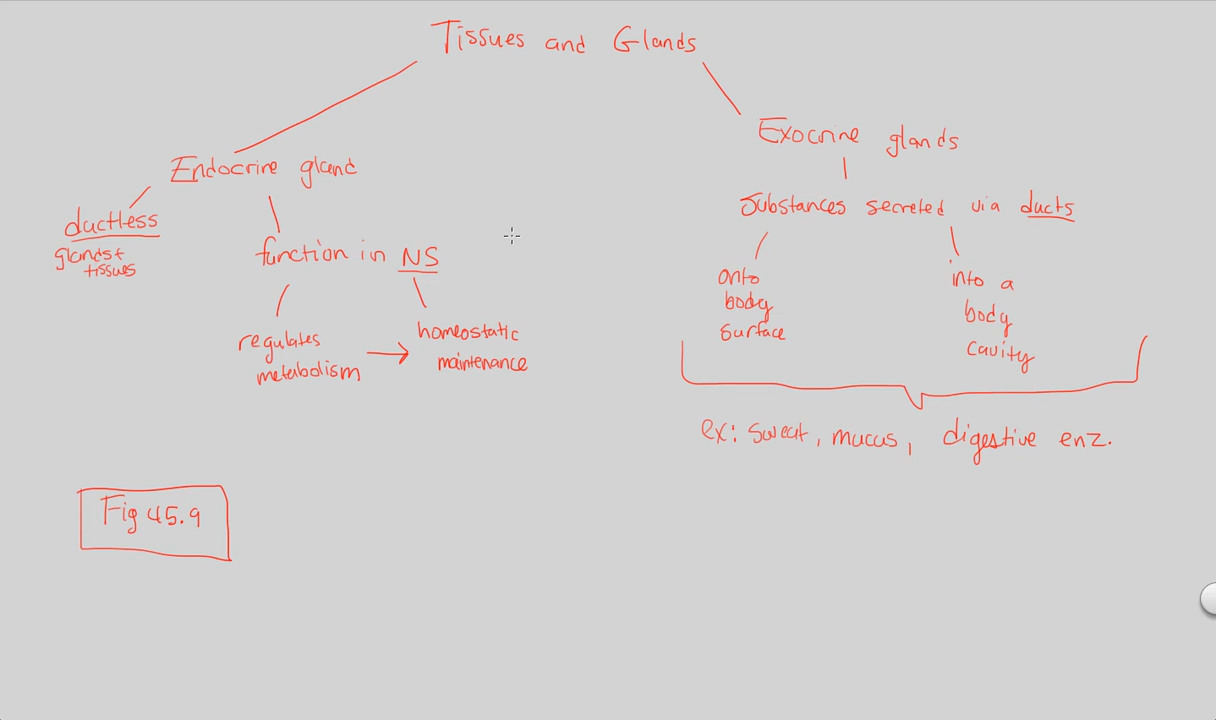 Tissues and Glands
Endocrine gland
ductless
glands +
tissues
function in NS
regulates
metabolism
homeostatic
maintenance
Exocrine glands
Substances secreted via ducts
onto
body
surface
into a
body
cavity
ex: sweat, mucus, digestive enz.
Fig 45.9